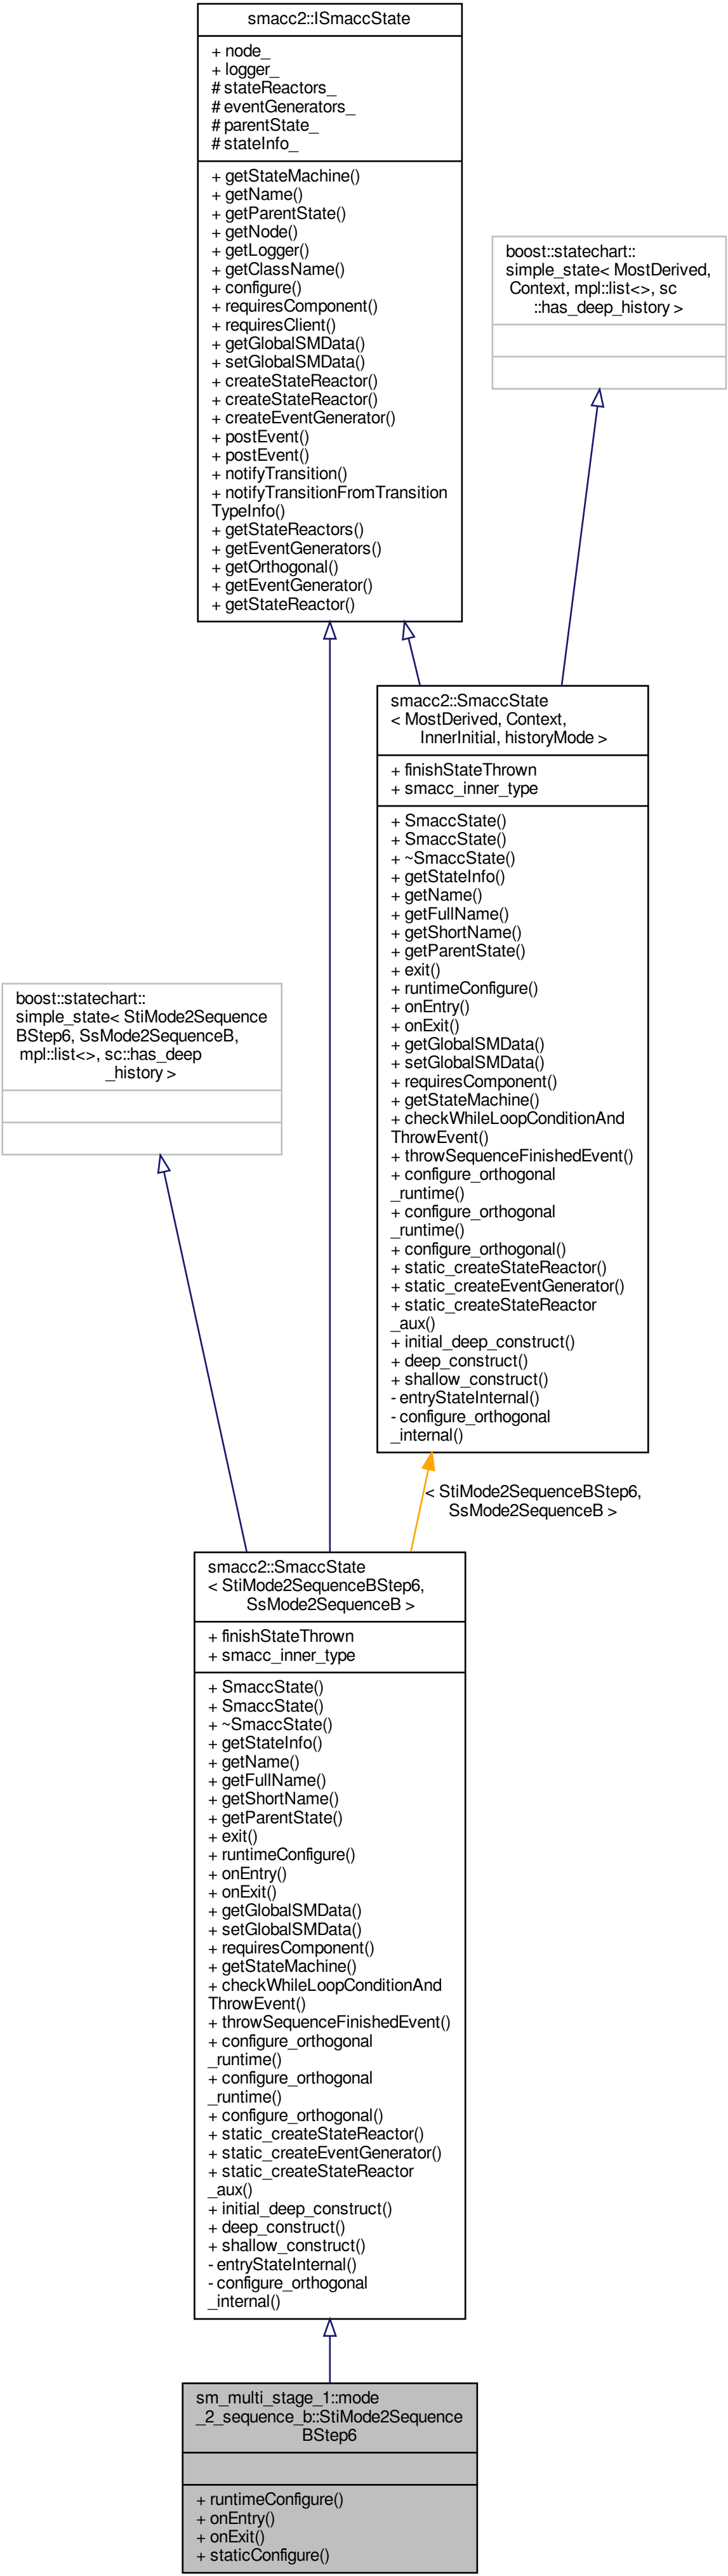 smacc2::ISmaccState
+ node_
+ logger_
# stateReactors_
# eventGenerators_
# parentState_
# stateInfo_
+ getStateMachine()
+ getName()
+ getParentState()
+ getNode()
+ getLogger()
+ getClassName()
+ configure()
+ requiresComponent()
+ requiresClient()
+ getGlobalSMData()
+ setGlobalSMData()
+ createStateReactor()
+ createStateReactor()
+ createEventGenerator()
+ postEvent()
+ postEvent()
+ notifyTransition()
+ notifyTransitionFromTransition
TypeInfo()
+ getStateReactors()
+ getEventGenerators()
+ getOrthogonal()
+ getEventGenerator()
+ getStateReactor()
boost::statechart::
simple_state< MostDerived,
Context, mpl::list<>, sc
::has_deep_history >
smacc2::SmaccState
< MostDerived, Context,
InnerInitial, historyMode >
+ finishStateThrown
+ smacc_inner_type
+ SmaccState()
+ SmaccState()
+ ~SmaccState()
+ getStateInfo()
+ getName()
+ getFullName()
+ getShortName()
+ getParentState()
+ exit()
+ runtimeConfigure()
+ onEntry()
+ onExit()
+ getGlobalSMData()
+ setGlobalSMData()
+ requiresComponent()
+ getStateMachine()
+ checkWhileLoopConditionAnd
ThrowEvent()
+ throwSequenceFinishedEvent()
+ configure_orthogonal
_runtime()
+ configure_orthogonal
_runtime()
+ configure_orthogonal()
+ static_createStateReactor()
+ static_createEventGenerator()
+ static_createStateReactor
_aux()
+ initial_deep_construct()
+ deep_construct()
+ shallow_construct()
- entryStateInternal()
- configure_orthogonal
_internal()
boost::statechart::
simple_state< StiMode2Sequence
BStep6, SsMode2SequenceB,
mpl::list<>, sc::has_deep
_history >
< StiMode2SequenceBStep6,
SsMode2SequenceB >
smacc2::SmaccState
< StiMode2SequenceBStep6,
SsMode2SequenceB >
+ finishStateThrown
+ smacc_inner_type
+ SmaccState()
+ SmaccState()
+ ~SmaccState()
+ getStateInfo()
+ getName()
+ getFullName()
+ getShortName()
+ getParentState()
+ exit()
+ runtimeConfigure()
+ onEntry()
+ onExit()
+ getGlobalSMData()
+ setGlobalSMData()
+ requiresComponent()
+ getStateMachine()
+ checkWhileLoopConditionAnd
ThrowEvent()
+ throwSequenceFinishedEvent()
+ configure_orthogonal
_runtime()
+ configure_orthogonal
_runtime()
+ configure_orthogonal()
+ static_createStateReactor()
+ static_createEventGenerator()
+ static_createStateReactor
_aux()
+ initial_deep_construct()
+ deep_construct()
+ shallow_construct()
- entryStateInternal()
- configure_orthogonal
_internal()
sm_multi_stage_1::mode
_2_sequence_b::StiMode2Sequence
BStep6
+ runtimeConfigure()
+ onEntry()
+ onExit()
+ staticConfigure()